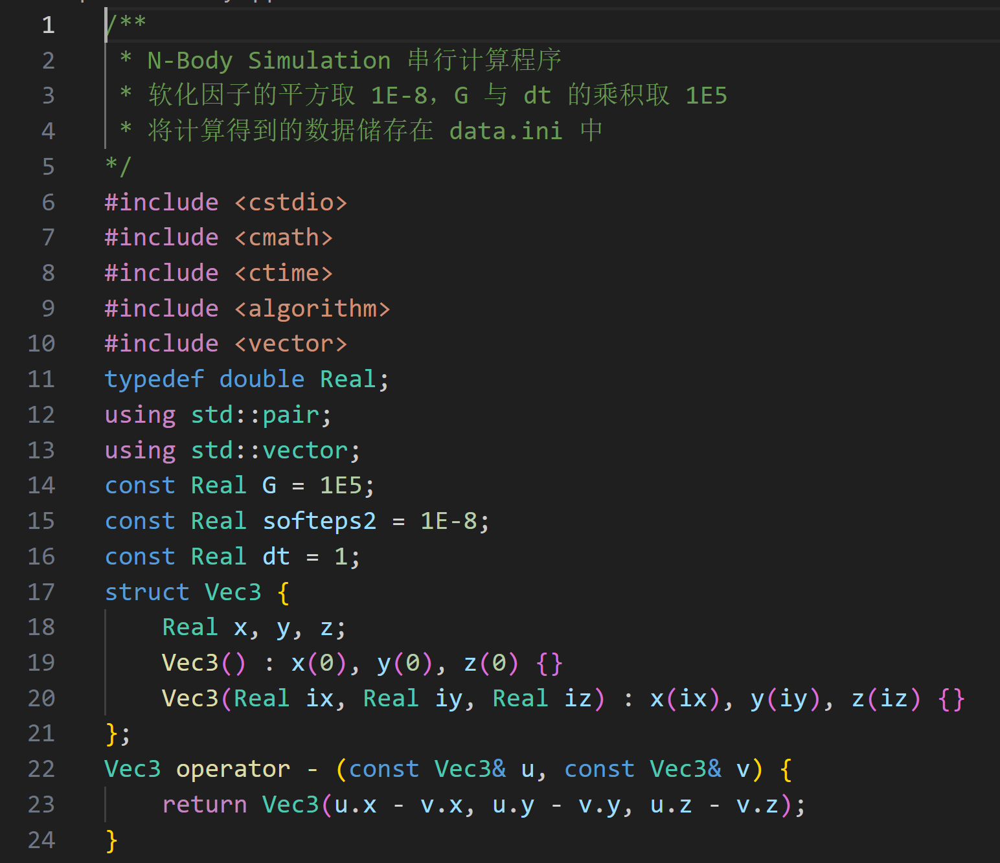 1 /**
2 * N-Body Simulation 串行计算程序
3 * 软化因子的平方取 1E-8，G 与 dt 的乘积取 1E5
4 * 将计算得到的数据储存在 data.ini 中
5 */
6 #include <cstdio>
7 #include <cmath>
8 #include <ctime>
9 #include <algorithm>
10 #include <vector>
11 typedef double Real;
12 using std::pair;
13 using std::vector;
14 const Real G = 1E5;
15 const Real softeps2 = 1E-8;
16 const Real dt = 1;
17 struct Vec3 {
18 Real x, y, z;
19 Vec3() : x(0), y(0), z(0) {}
20 Vec3(Real ix, Real iy, Real iz) : x(ix), y(iy), z(iz) {}
21 };
22 Vec3 operator - (const Vec3& u, const Vec3& v) {
23 return Vec3(u.x - v.x, u.y - v.y, u.z - v.z);
24 }